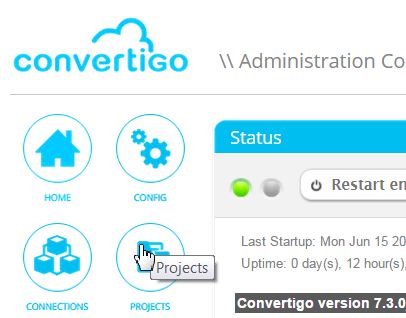 convertigo
\\ Administration Co
HOME
CONFIG
Status
Restart en
Last Startup: Mon Jun 15 20
Uptime: 0 day(s), 12 hour(s),
CONNECTIONS
PROJECTS
Projects
Convertigo version 7.3.0